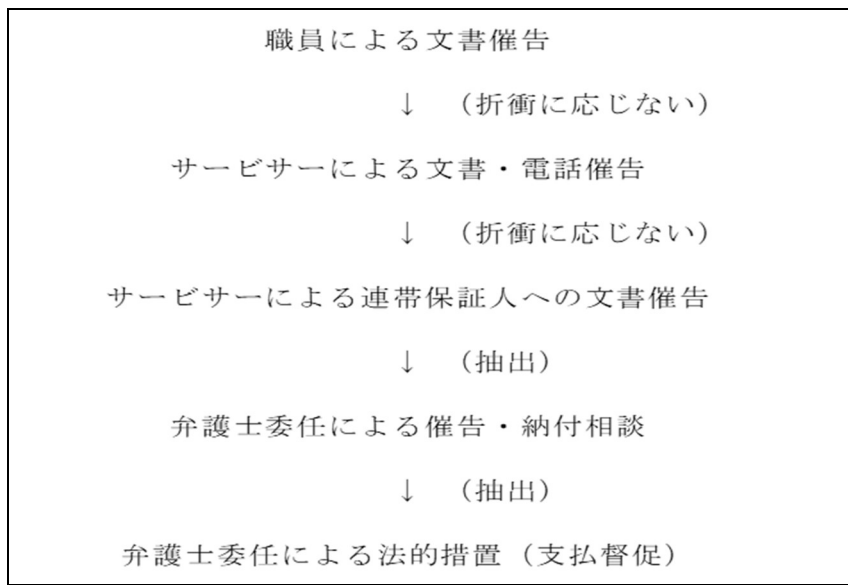 職員による文書催告
↓ （折衝に応じない）
サービサーによる文書・電話催告
↓ （折衝に応じない）
サービサーによる連帯保証人への文書催告
↓ （抽出）
弁護士委任による催告・納付相談
↓ （抽出）
弁護士委任による法的措置（支払督促）